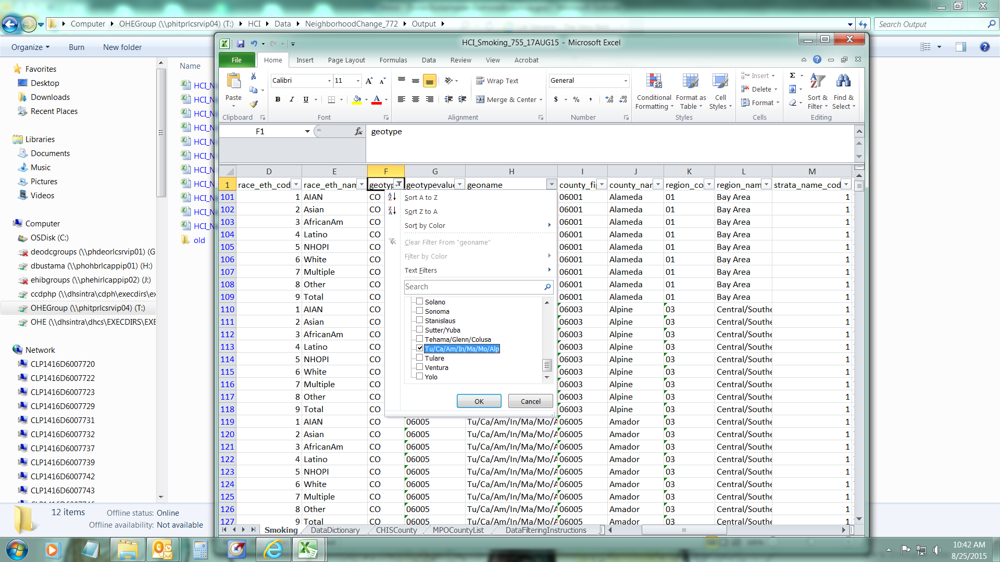 Computer OHEGroup (\\phitprlcsrvip04) (T:) HCI Data NeighborhoodChange_772 Output
Search Output
Organize Burn New folder
Favorites
Desktop
Downloads
Recent Places
Libraries
Documents
Music
Pictures
Videos
Computer
OSDisk (C:)
deodcgroups (\\phdeorlcsrvip01) (G
dbustama (\\phohbrlcappip01) (H:)
ehibgroups (\\phehirlcappip02) (J:)
ccdphp (\\dhsintra\cdph\execdirs\ex
OHEGroup (\\phitprlcsrvip04) (T:)
OHE (\\dhsintra\dhcs\EXECDIRS\EXE
Network
CLP1416D6007720
CLP1416D6007722
CLP1416D6007723
CLP1416D6007729
CLP1416D6007731
CLP1416D6007732
CLP1416D6007737
CLP1416D6007739
CLP1416D6007742
CLP1416D6007743
Name
HCI_N
HCI_N
HCI_N
HCI_N
HCI_N
HCI_N
HCI_N
HCI_N
HCI_N
HCI_N
HCI_N
old
12 items Offline status: Online
Offline availability: Not available
HCI_Smoking_755_17AUG15 - Microsoft Excel
File Home Insert Page Layout Formulas Data Review View Acrobat
Paste
Clipboard
Calibri 11
B I U
Font
Wrap Text
Merge & Center
Alignment
General
$ % ,
Number
Conditional Formatting
Format as Table
Cell Styles
Styles
Insert
Delete
Format
Cells
Sort & Filter
Find & Select
Editing
F1 fx geotype
D E F G H I J K L M
1 race_eth_cod race_eth_nam geotyp geotypevalue geoname county_fi county_nar region_co region_nam strata_name_cod
101 1 AIAN CO 06001 Alameda 01 Bay Area 1
102 2 Asian CO 06001 Alameda 01 Bay Area 1
103 3 AfricanAm CO 06001 Alameda 01 Bay Area 1
104 4 Latino CO 06001 Alameda 01 Bay Area 1
105 5 NHOPI CO 06001 Alameda 01 Bay Area 1
106 6 White CO 06001 Alameda 01 Bay Area 1
107 7 Multiple CO 06001 Alameda 01 Bay Area 1
108 8 Other CO 06001 Alameda 01 Bay Area 1
109 9 Total CO 06001 Alameda 01 Bay Area 1
110 1 AIAN CO 06003 Alpine 03 Central/Southe 1
111 2 Asian CO 06003 Alpine 03 Central/Southe 1
112 3 AfricanAm CO 06003 Alpine 03 Central/Southe 1
113 4 Latino CO 06003 Alpine 03 Central/Southe 1
114 5 NHOPI CO 06003 Alpine 03 Central/Southe 1
115 6 White CO 06003 Alpine 03 Central/Southe 1
116 7 Multiple CO 06003 Alpine 03 Central/Southe 1
117 8 Other CO 06003 Alpine 03 Central/Southe 1
118 9 Total CO 06003 Alpine 03 Central/Southe 1
119 1 AIAN CO 06005 Tu/Ca/Am/In/Ma/Mo/A 06005 Amador 03 Central/Southe 1
120 2 Asian CO 06005 Tu/Ca/Am/In/Ma/Mo/A 06005 Amador 03 Central/Southe 1
121 3 AfricanAm CO 06005 Tu/Ca/Am/In/Ma/Mo/A 06005 Amador 03 Central/Southe 1
122 4 Latino CO 06005 Tu/Ca/Am/In/Ma/Mo/A 06005 Amador 03 Central/Southe 1
123 5 NHOPI CO 06005 Tu/Ca/Am/In/Ma/Mo/A 06005 Amador 03 Central/Southe 1
124 6 White CO 06005 Tu/Ca/Am/In/Ma/Mo/A 06005 Amador 03 Central/Southe 1
125 7 Multiple CO 06005 Tu/Ca/Am/In/Ma/Mo/A 06005 Amador 03 Central/Southe 1
126 8 Other CO 06005 Tu/Ca/Am/In/Ma/Mo/A 06005 Amador 03 Central/Southe 1
127 9 Total CO 06005 Tu/Ca/Am/In/Ma/Mo/A 06005 Amador 03 Central/Southe 1
Sort A to Z
Sort Z to A
Sort by Color
Clear Filter From "geoname"
Filter by Color
Text Filters
Search
Solano
Sonoma
Stanislaus
Sutter/Yuba
Tehama/Glenn/Colusa
Tu/Ca/Am/In/Ma/Mo/Alp
Tulare
Ventura
Yolo
OK Cancel
Smoking DataDictionary CHISCounty MPOCountyList DataFilteringInstructions
10:42 AM
8/25/2015